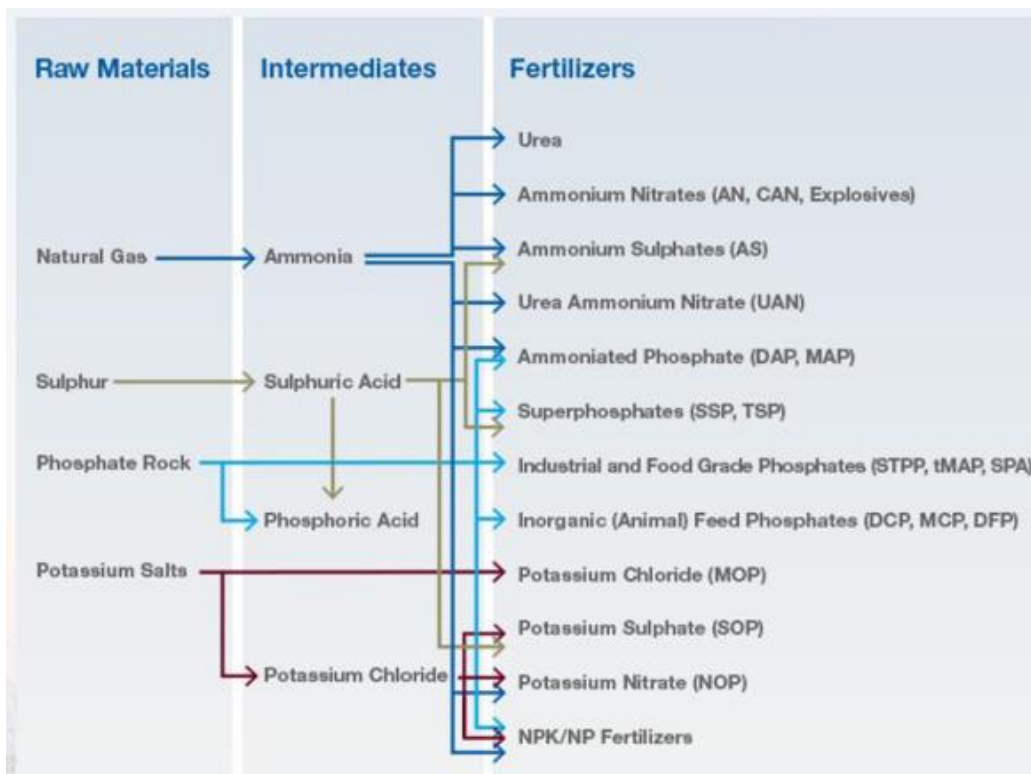 Raw Materials
Intermediates
Fertilizers
Urea
Ammonium Nitrates (AN, CAN, Explosives)
Natural Gas
Ammonia
Ammonium Sulphates (AS)
Urea Ammonium Nitrate (UAN)
Ammoniated Phosphate (DAP, MAP)
Sulphur
Sulphuric Acid
Superphosphates (SSP, TSP)
Phosphate Rock
Industrial and Food Grade Phosphates (STPP, tMAP, SPA)
Phosphoric Acid
Inorganic (Animal) Feed Phosphates (DCP, MCP, DFP)
Potassium Salts
Potassium Chloride (MOP)
Potassium Sulphate (SOP)
Potassium Chloride
Potassium Nitrate (NOP)
NPK/NP Fertilizers